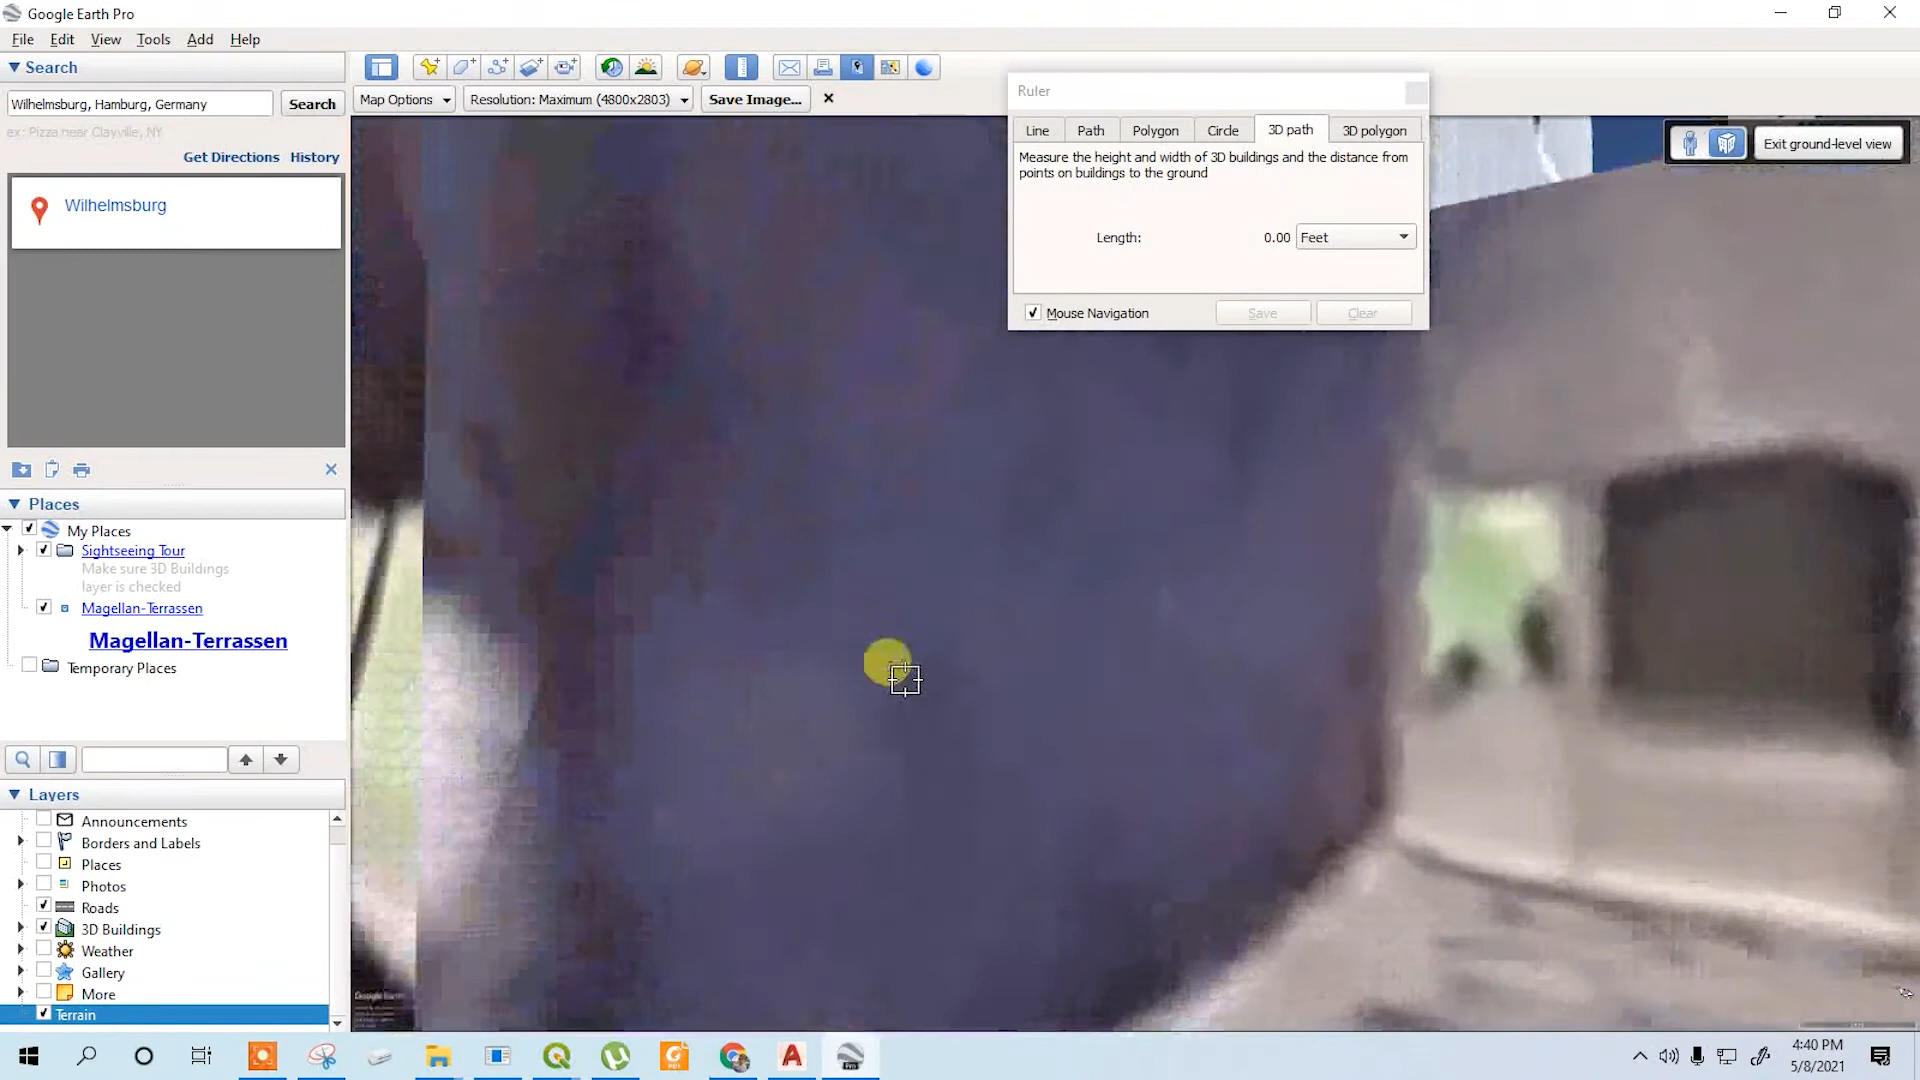 Google Earth Pro
File Edit View Tools Add Help
Search
Wilhelmsburg, Hamburg, Germany
Search
ex: Pizza near Clayville, NY
Get Directions History
Wilhelmsburg
Places
My Places
Sightseeing Tour
Make sure 3D Buildings
layer is checked
Magellan-Terrassen
Magellan-Terrassen
Temporary Places
Layers
Announcements
Borders and Labels
Places
Photos
Roads
3D Buildings
Weather
Gallery
More
Terrain
Map Options
Resolution: Maximum (4800x2803)
Save Image...
Ruler
Line Path Polygon Circle 3D path 3D polygon
Measure the height and width of 3D buildings and the distance from
points on buildings to the ground
Length: 0.00 Feet
Mouse Navigation Save Clear
Exit ground-level view
Google Earth
4:40 PM
5/8/2021